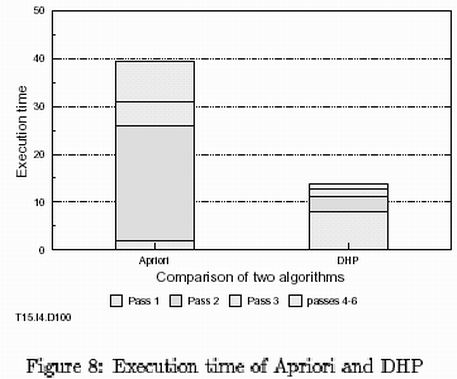 50
40
30
20
10
0
Execution time
Apriori DHP
Comparison of two algorithms
Pass 1 Pass 2 Pass 3 passes 4-6
T15.I4.D100
Figure 8: Execution time of Apriori and DHP